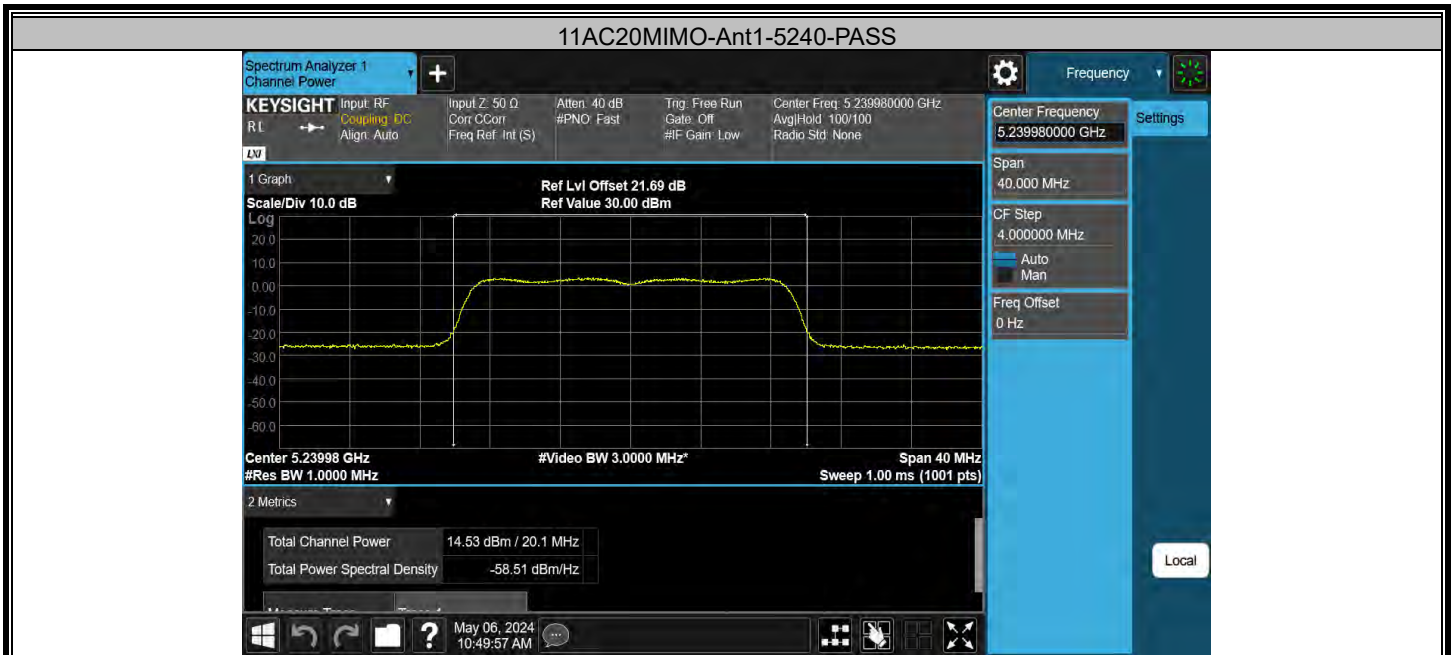 11AC20MIMO-Ant1-5240-PASS
Spectrum Analyzer 1
Channel Power
Frequency
KEYSIGHT
RL
LXI
Input: RF
Coupling: DC
Align: Auto
Input Z: 50 Ω
Corr CCorr
Freq Ref: Int (S)
Atten: 40 dB
#PNO: Fast
Trig: Free Run
Gate: Off
#IF Gain: Low
Center Freq: 5.239980000 GHz
Avg|Hold: 100/100
Radio Std: None
Center Frequency
5.239980000 GHz
Settings
Span
40.000 MHz
CF Step
4.000000 MHz
Auto
Man
Freq Offset
0 Hz
Local
1 Graph
Scale/Div 10.0 dB
Ref Lvl Offset 21.69 dB
Ref Value 30.00 dBm
Log
20.0
10.0
0.00
-10.0
-20.0
-30.0
-40.0
-50.0
-60.0
Center 5.23998 GHz
#Video BW 3.0000 MHz*
Span 40 MHz
#Res BW 1.0000 MHz
Sweep 1.00 ms (1001 pts)
2 Metrics
Total Channel Power 14.53 dBm / 20.1 MHz
Total Power Spectral Density -58.51 dBm/Hz
?
May 06, 2024
10:49:57 AM